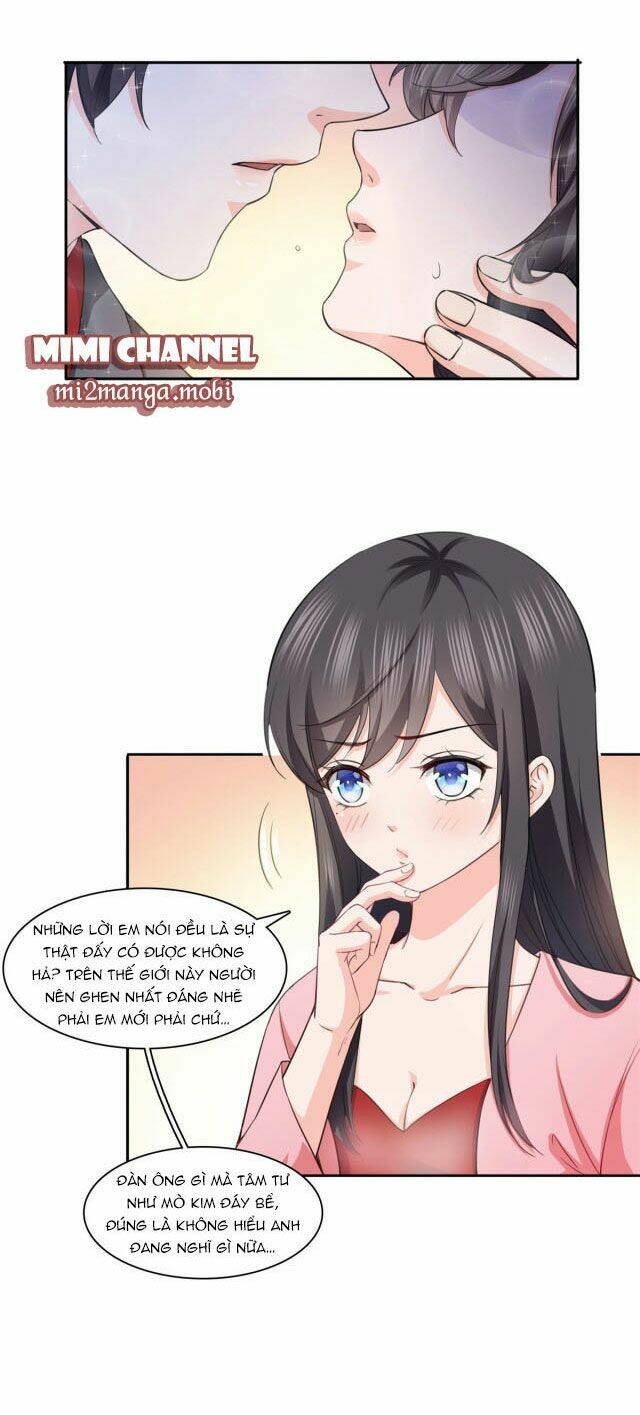 MIMI CHANNEL
mi2manga.mobi
NHỮNG LỜI EM NÓI ĐỀU LÀ SỰ
THẬT ĐẤY CÓ ĐƯỢC KHÔNG
HẢ? TRÊN THẾ GIỚI NÀY NGƯỜI
NÊN GHEN NHẤT ĐÁNG NHẼ
PHẢI EM MỚI PHẢI CHỨ...
ĐÀN ÔNG GÌ MÀ TÂM TƯ
NHƯ MÒ KIM ĐÁY BỂ,
ĐÚNG LÀ KHÔNG HIỂU ANH
ĐANG NGHĨ GÌ NỮA...